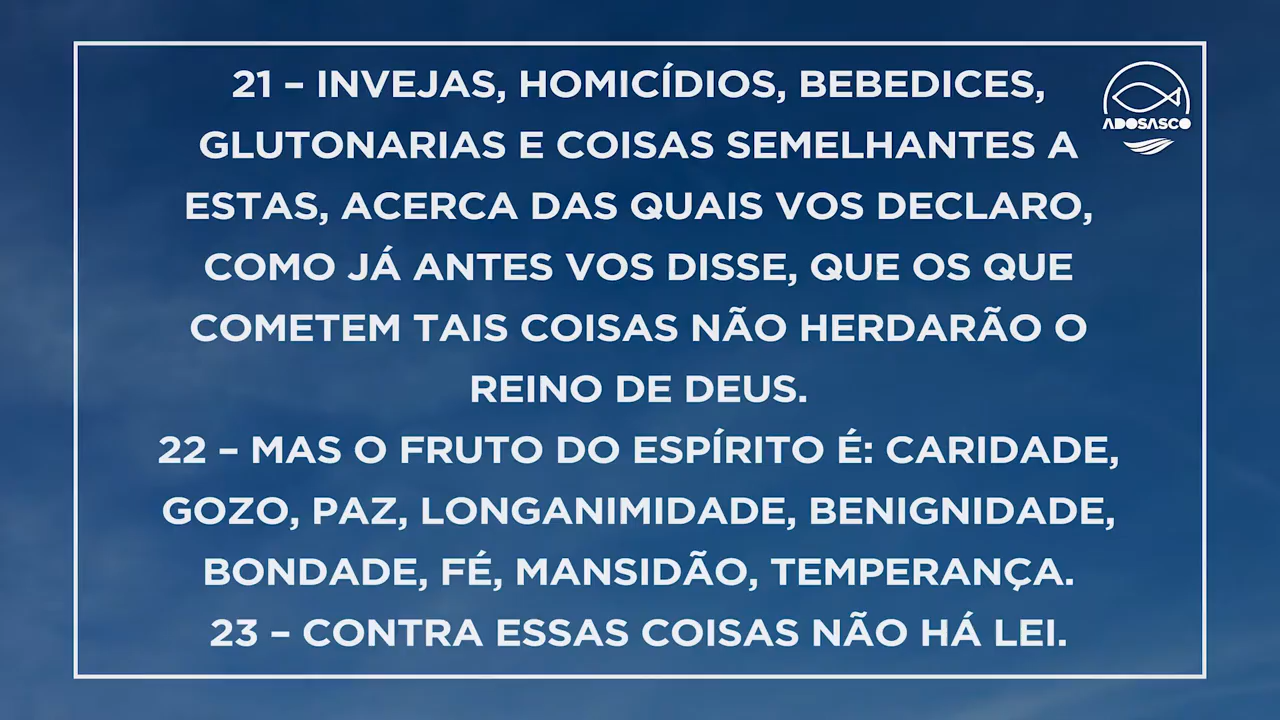 21 – INVEJAS, HOMICÍDIOS, BEBEDICES,
GLUTONARIAS E COISAS SEMELHANTES A
ESTAS, ACERCA DAS QUAIS VOS DECLARO,
COMO JÁ ANTES VOS DISSE, QUE OS QUE
COMETEM TAIS COISAS NÃO HERDARÃO O
REINO DE DEUS.
22 – MAS O FRUTO DO ESPÍRITO É: CARIDADE,
GOZO, PAZ, LONGANIMIDADE, BENIGNIDADE,
BONDADE, FÉ, MANSIDÃO, TEMPERANÇA.
23 – CONTRA ESSAS COISAS NÃO HÁ LEI.
ADOSASCO